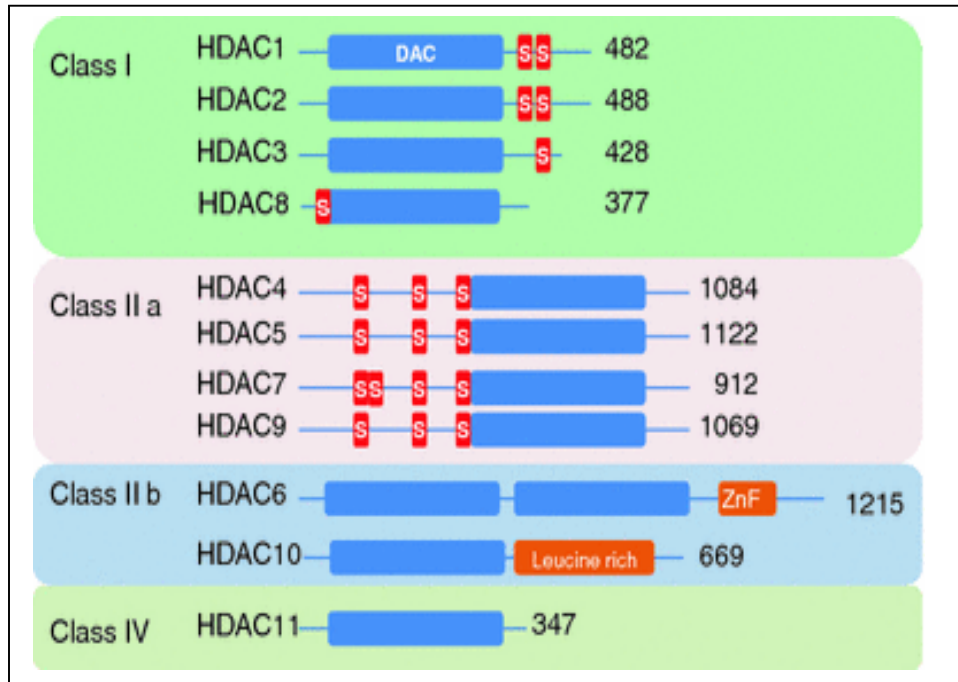 Class I
HDAC1 DAC S S 482
HDAC2 S S 488
HDAC3 S 428
HDAC8 S 377
Class II a
HDAC4 S S S 1084
HDAC5 S S S 1122
HDAC7 S S S S 912
HDAC9 S S S 1069
Class II b
HDAC6 ZnF 1215
HDAC10 Leucine rich 669
Class IV
HDAC11 347